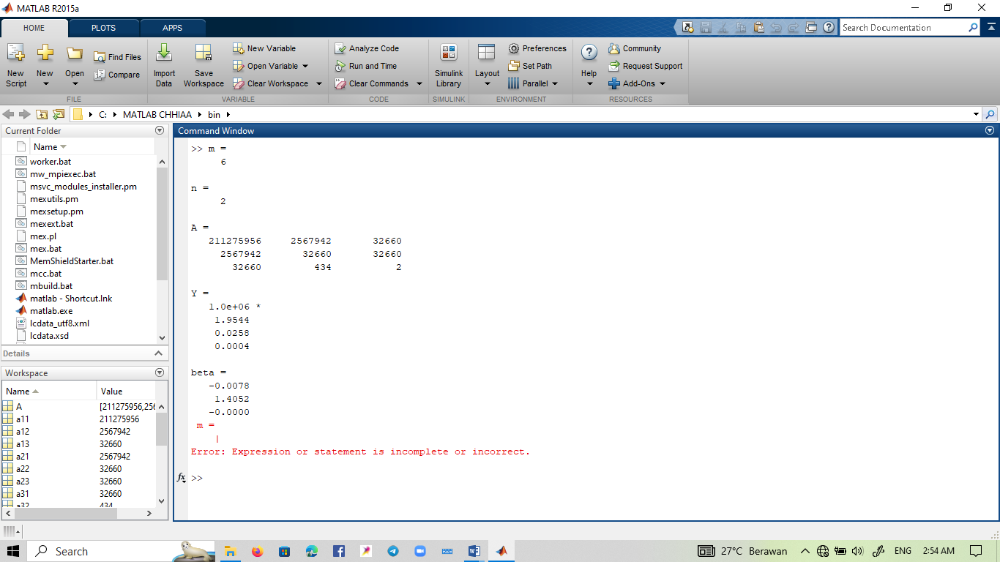 MATLAB R2015a
HOME PLOTS APPS Search Documentation
New Script New Open Find Files Compare Import Data Save Workspace New Variable Open Variable Clear Workspace Analyze Code Run and Time Clear Commands Simulink Library Layout Preferences Set Path Parallel Help Community Request Support Add-Ons
FILE VARIABLE CODE SIMULINK ENVIRONMENT RESOURCES
C: MATLAB CHHIAA bin
Current Folder
Name
worker.bat
mw_mpiexec.bat
msvc_modules_installer.pm
mexutils.pm
mexsetup.pm
mexext.bat
mex.pl
mex.bat
MemShieldStarter.bat
mcc.bat
mbuild.bat
matlab - Shortcut.lnk
matlab.exe
lcdata_utf8.xml
lcdata.xsd
Details
Workspace
Name Value
A [211275956,256
a11 211275956
a12 2567942
a13 32660
a21 2567942
a22 32660
a23 32660
a31 32660
a32 434
Command Window
>> m =
6
n =
2
A =
211275956 2567942 32660
2567942 32660 32660
32660 434 2
Y =
1.0e+06 *
1.9544
0.0258
0.0004
beta =
-0.0078
1.4052
-0.0000
m =
|
Error: Expression or statement is incomplete or incorrect.
fx >>
Search 27°C Berawan ENG 2:54 AM